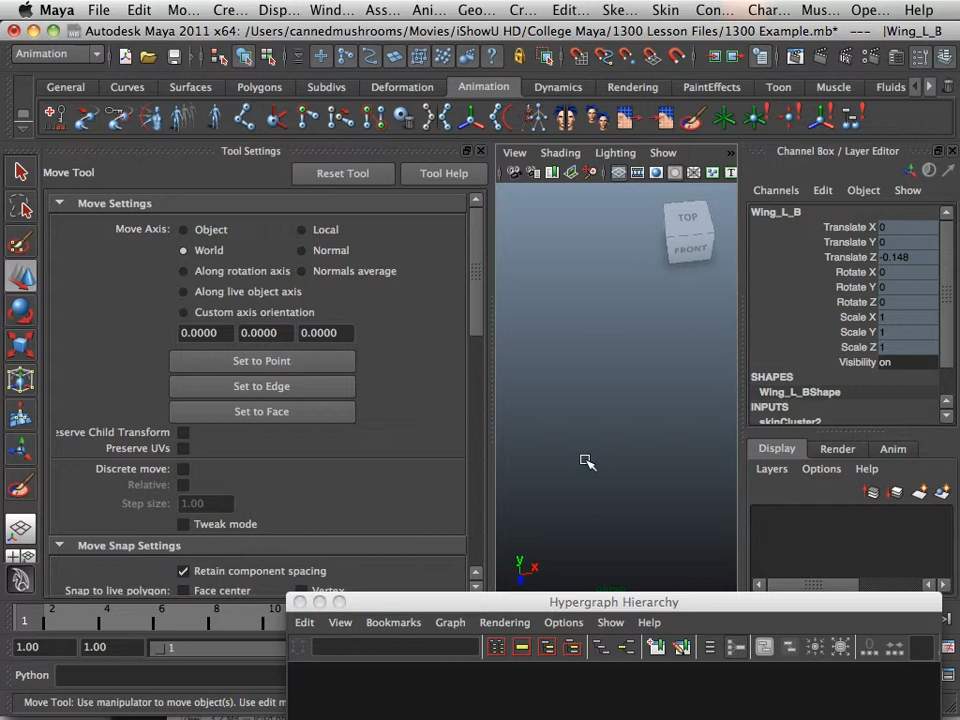 Maya File Edit Mo... Cre... Dis... Wind... Ass... Ani... Geo... Cr... Edit... Ske... Skin Con... Char... Mus... Ope... Help
Autodesk Maya 2011 x64: /Users/cannedmushrooms/Movies/iShowU HD/College Maya/1300 Lesson Files/1300 Example.mb* --- |Wing_L_B
Animation
General Curves Surfaces Polygons Subdivs Deformation Animation Dynamics Rendering PaintEffects Toon Muscle Fluids
Tool Settings
Move Tool Reset Tool Tool Help
Move Settings
Move Axis: Object Local
World Normal
Along rotation axis Normals average
Along live object axis
Custom axis orientation
0.0000 0.0000 0.0000
Set to Point
Set to Edge
Set to Face
serve Child Transform
Preserve UVs
Discrete move:
Relative:
Step size: 1.00
Tweak mode
Move Snap Settings
Retain component spacing
Snap to live polygon: Face center Vertex
View Shading Lighting Show »
TOP
FRONT
y
x
Channel Box / Layer Editor
Channels Edit Object Show
Wing_L_B
Translate X 0
Translate Y 0
Translate Z -0.148
Rotate X 0
Rotate Y 0
Rotate Z 0
Scale X 1
Scale Y 1
Scale Z 1
Visibility on
SHAPES
Wing_L_BShape
INPUTS
skinCluster2
Display Render Anim
Layers Options Help
1 2 4 6 8 10
1.00 1.00 1
Python
Move Tool: Use manipulator to move object(s). Use edit m
Hypergraph Hierarchy
Edit View Bookmarks Graph Rendering Options Show Help